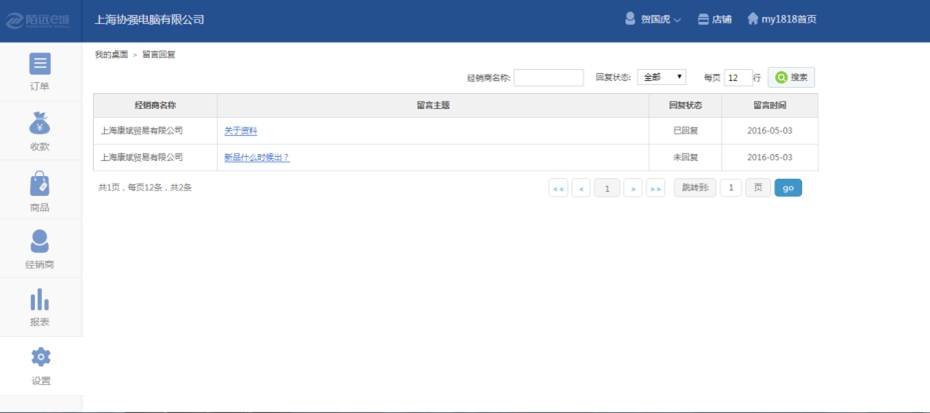 陌远e城
上海协强电脑有限公司
贺国虎 店铺 my1818首页
我的桌面 > 留言回复
经销商名称: 回复状态: 全部 每页 12 行 搜索
经销商名称 留言主题 回复状态 留言时间
上海康斌贸易有限公司 关于资料 已回复 2016-05-03
上海康斌贸易有限公司 新品什么时候出？ 未回复 2016-05-03
共1页，每页12条，共2条 << < 1 > >> 跳转到: 1 页 go
订单
收款
商品
经销商
报表
设置